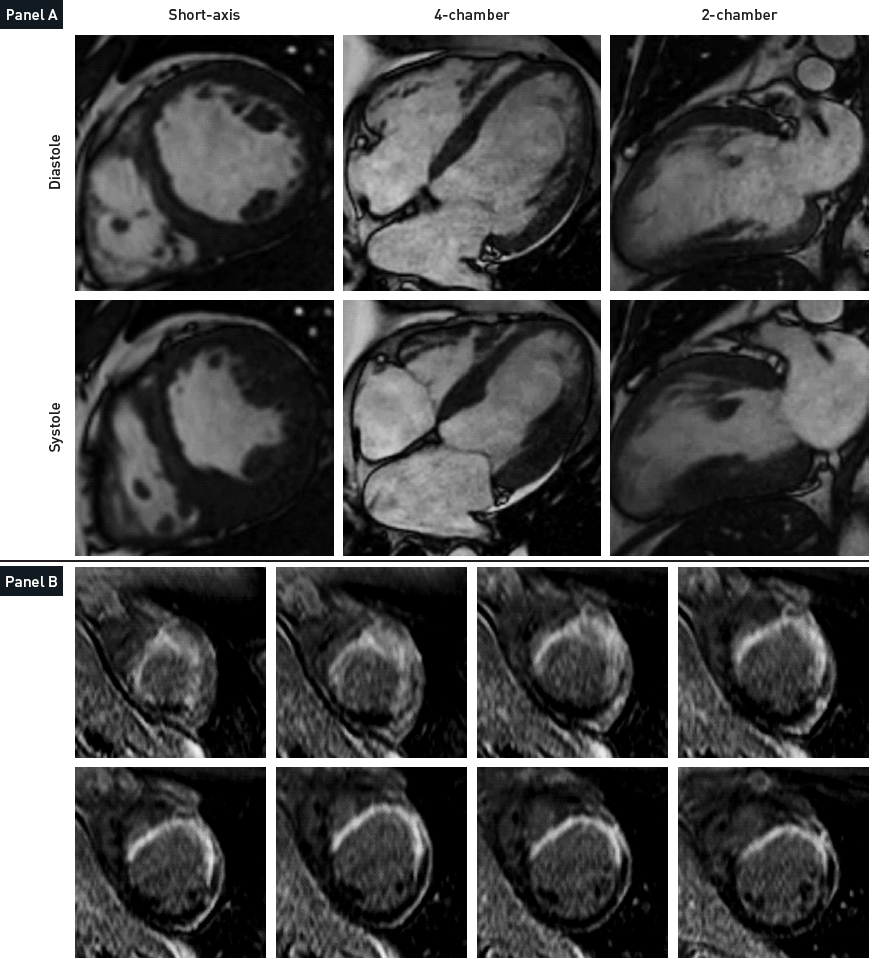 Panel A
Short-axis
4-chamber
2-chamber
Diastole
Systole
Panel B